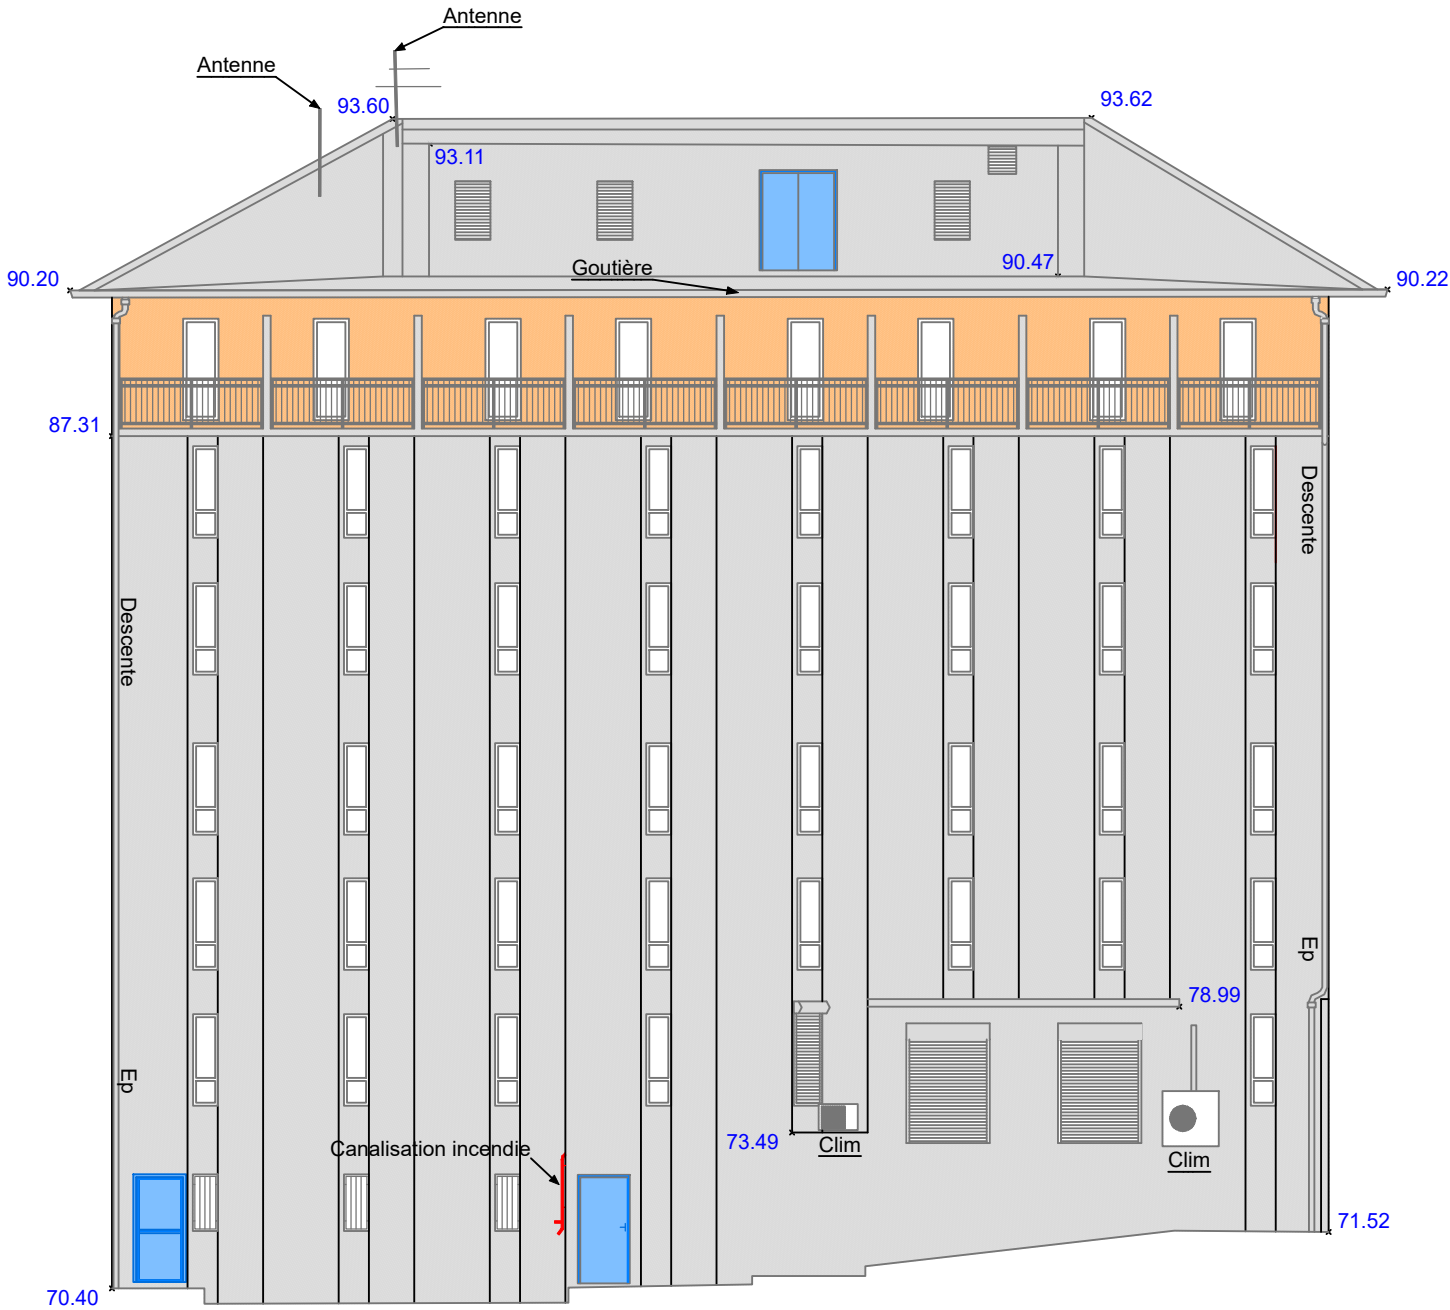 Antenne
Antenne
93.60
93.62
93.11
90.47
Goutière
90.20
90.22
87.31
Descente
Descente
Ep
78.99
Ep
73.49
Clim
Canalisation incendie
Clim
71.52
70.40